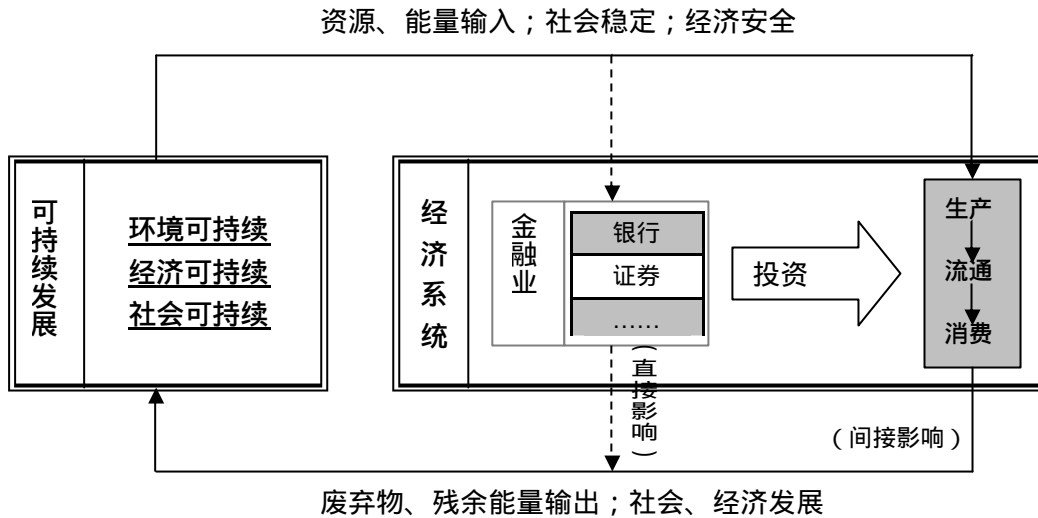 资源、能量输入；社会稳定；经济安全
可持续发展
环境可持续
经济可持续
社会可持续
经济系统
金融业
银行
证券
……
投资
生产
流通
消费
（直接影响）
（间接影响）
废弃物、残余能量输出；社会、经济发展